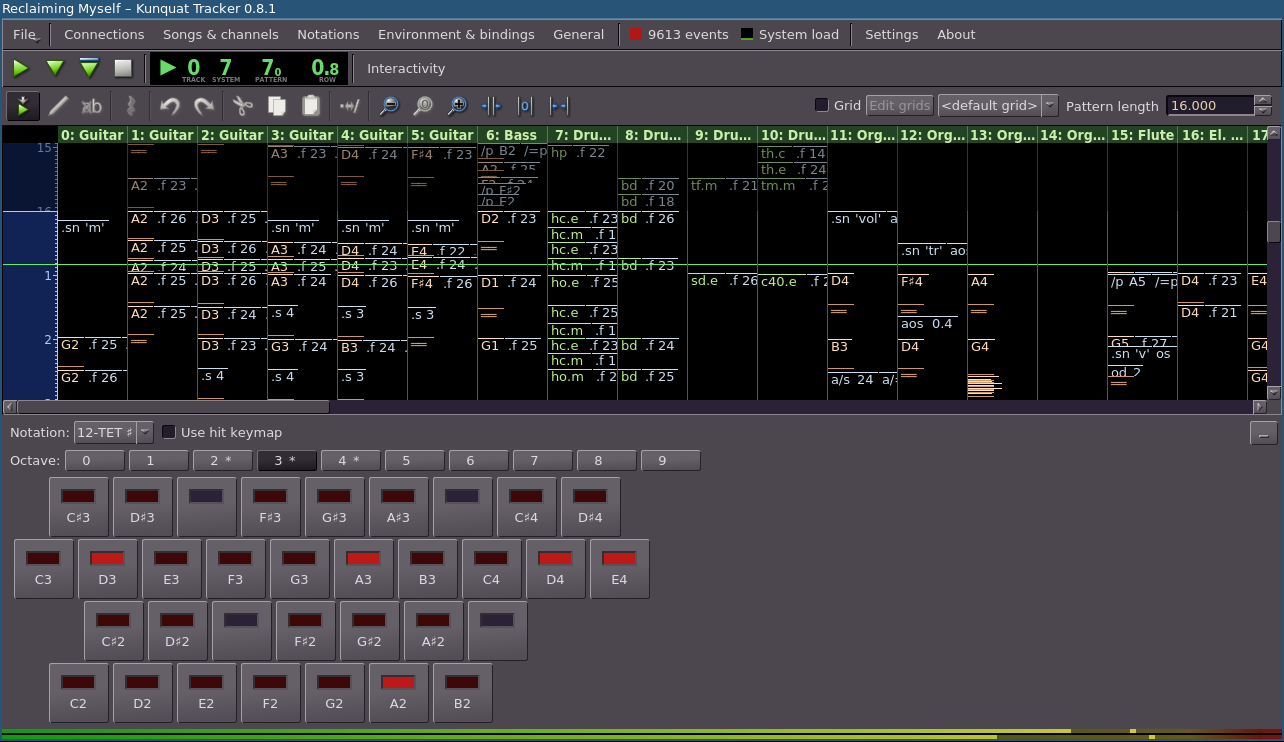 Reclaiming Myself – Kunquat Tracker 0.8.1
File Connections Songs & channels Notations Environment & bindings General 9613 events System load Settings About
0 7 7₀ 0.8 Interactivity
TRACK SYSTEM PATTERN ROW
ab Grid Edit grids <default grid> Pattern length 16.000
0: Guitar 1: Guitar 2: Guitar 3: Guitar 4: Guitar 5: Guitar 6: Bass 7: Dru... 8: Dru... 9: Dru... 10: Dru... 11: Org... 12: Org... 13: Org... 14: Org... 15: Flute 16: El. ... 17
15 A3 .f 23 D4 .f 24 F♯4 .f 23 /p B2 /=p hp .f 22 th.c .f 14
th.e .f 24
A2 .f 23 bd .f 20 tf.m .f 21 tm.m .f 2
/p F♯2
/p E2 bd .f 18
16 A2 .f 26 D3 .f 25 D2 .f 23 hc.e .f 23 bd .f 26 .sn 'vol' a
.sn 'm' .sn 'm' .sn 'm' .sn 'm' hc.m .f 1
A2 .f 25 D3 .f 26 A3 .f 24 D4 .f 24 E4 .f 22 hc.e .f 23 .sn 'tr' ao
A2 .f 24 D3 .f 25 A3 .f 25 D4 .f 23 E4 .f 24 hc.m .f 1 bd .f 23
1 A2 .f 25 D3 .f 26 A3 .f 24 D4 .f 26 F♯4 .f 26 D1 .f 24 ho.e .f 25 sd.e .f 26 c40.e .f 2 D4 F♯4 A4 /p A5 /=p D4 .f 23 E4
A2 .f 25 D3 .f 24 .s 4 .s 3 .s 3 hc.e .f 25 D4 .f 21
hc.m .f 1 aos 0.4
2 G2 .f 25 D3 .f 23 G3 .f 24 B3 .f 24 G1 .f 25 hc.e .f 23 bd .f 24 B3 D4 G4 G5 .f 27 G4
hc.m .f 1 .sn 'v' os
G2 .f 26 .s 4 .s 4 .s 3 ho.m .f 2 bd .f 25 a/s 24 a/= od 2 G4
Notation: 12-TET ♯ Use hit keymap
Octave: 0 1 2 * 3 * 4 * 5 6 7 8 9
C♯3 D♯3 F♯3 G♯3 A♯3 C♯4 D♯4
C3 D3 E3 F3 G3 A3 B3 C4 D4 E4
C♯2 D♯2 F♯2 G♯2 A♯2
C2 D2 E2 F2 G2 A2 B2